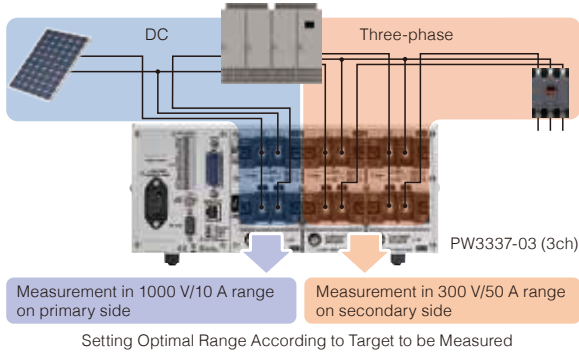 DC
Three-phase
PW3337-03 (3ch)
Measurement in 1000 V/10 A range
on primary side
Measurement in 300 V/50 A range
on secondary side
Setting Optimal Range According to Target to be Measured